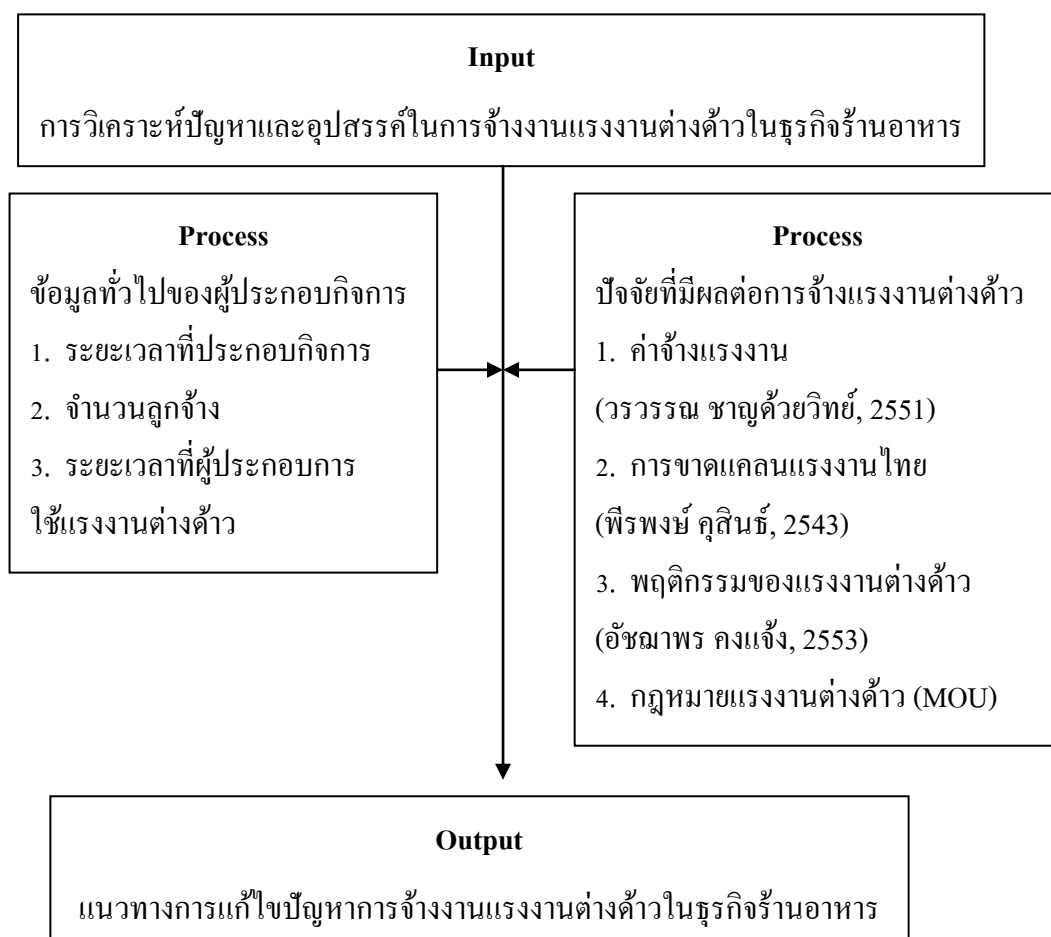 Input
การวิเคราะห์ปัญหาและอุปสรรค์ในการจ้างงานแรงงานต่างด้าวในธุรกิจร้านอาหาร
Process
ข้อมูลทั่วไปของผู้ประกอบกิจการ
1. ระยะเวลาที่ประกอบกิจการ
2. จำนวนลูกจ้าง
3. ระยะเวลาที่ผู้ประกอบการ
ใช้แรงงานต่างด้าว
Process
ปัจจัยที่มีผลต่อการจ้างแรงงานต่างด้าว
1. ค่าจ้างแรงงาน
(วรวรรณ ชาญด้วยวิทย์, 2551)
2. การขาดแคลนแรงงานไทย
(พีรพงษ์ คุสินธ์, 2543)
3. พฤติกรรมของแรงงานต่างด้าว
(อัชฌาพร คงแจ้ง, 2553)
4. กฎหมายแรงงานต่างด้าว (MOU)
Output
แนวทางการแก้ไขปัญหาการจ้างงานแรงงานต่างด้าวในธุรกิจร้านอาหาร